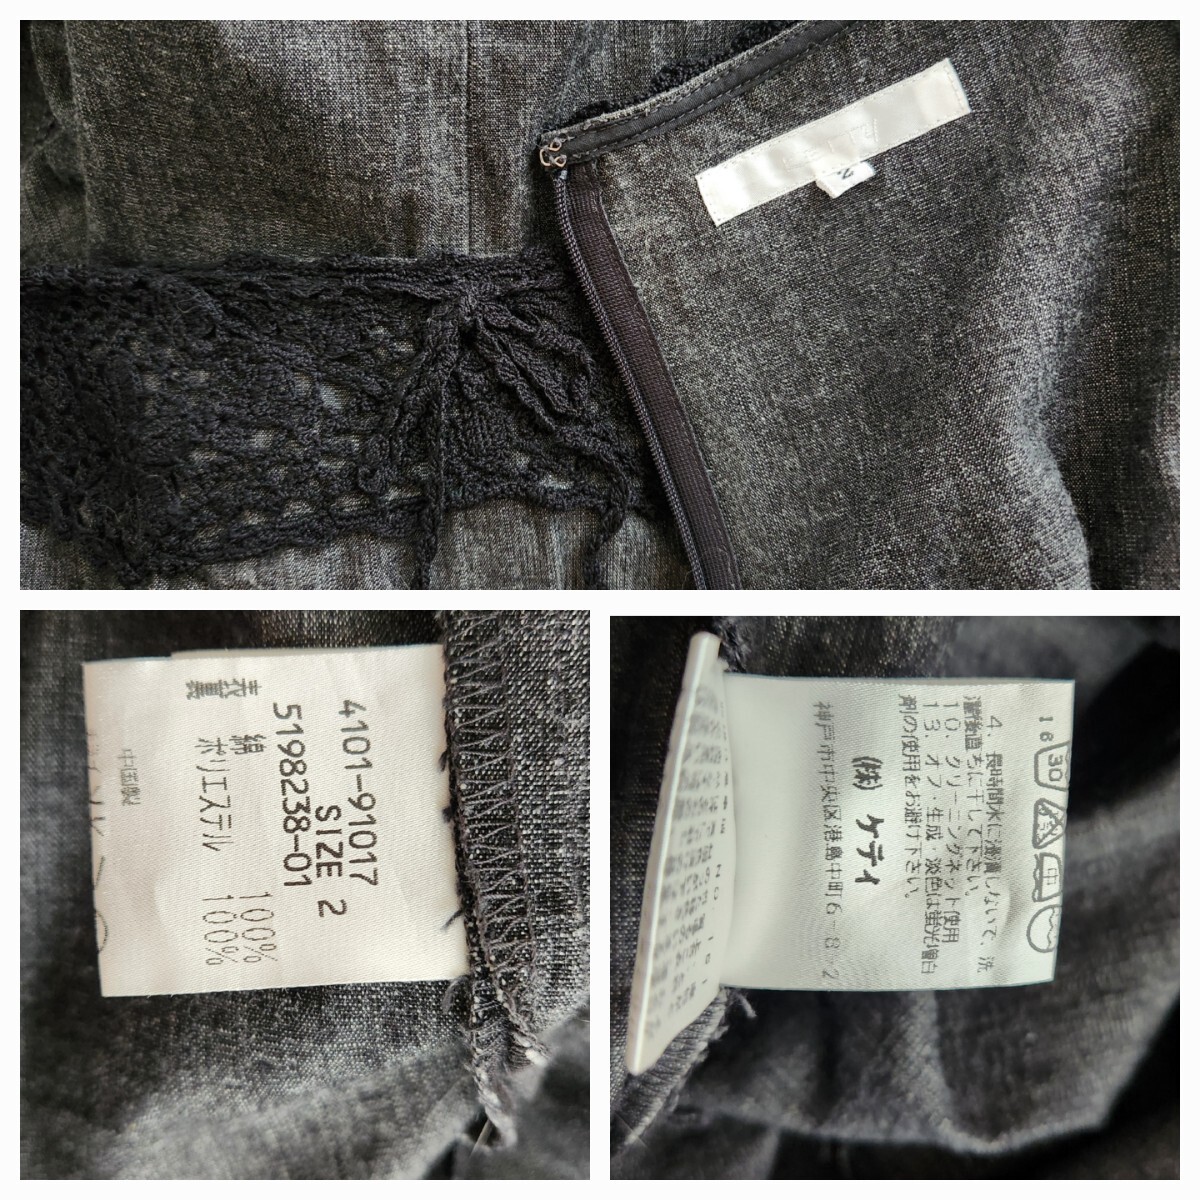 2
4101-91017
SIZE 2
5198238-01
綿 100%
ポリエステル 100%
表
裏
中国製
16
30
中
4. 長時間水に浸漬しないで、洗
濯後直ちに干して下さい。
10. クリーニングネット使用
13. オフ・生成・淡色は蛍光増白
剤の使用をお避け下さい。
(株) ケティ
神戸市中央区港島中町6-8-2